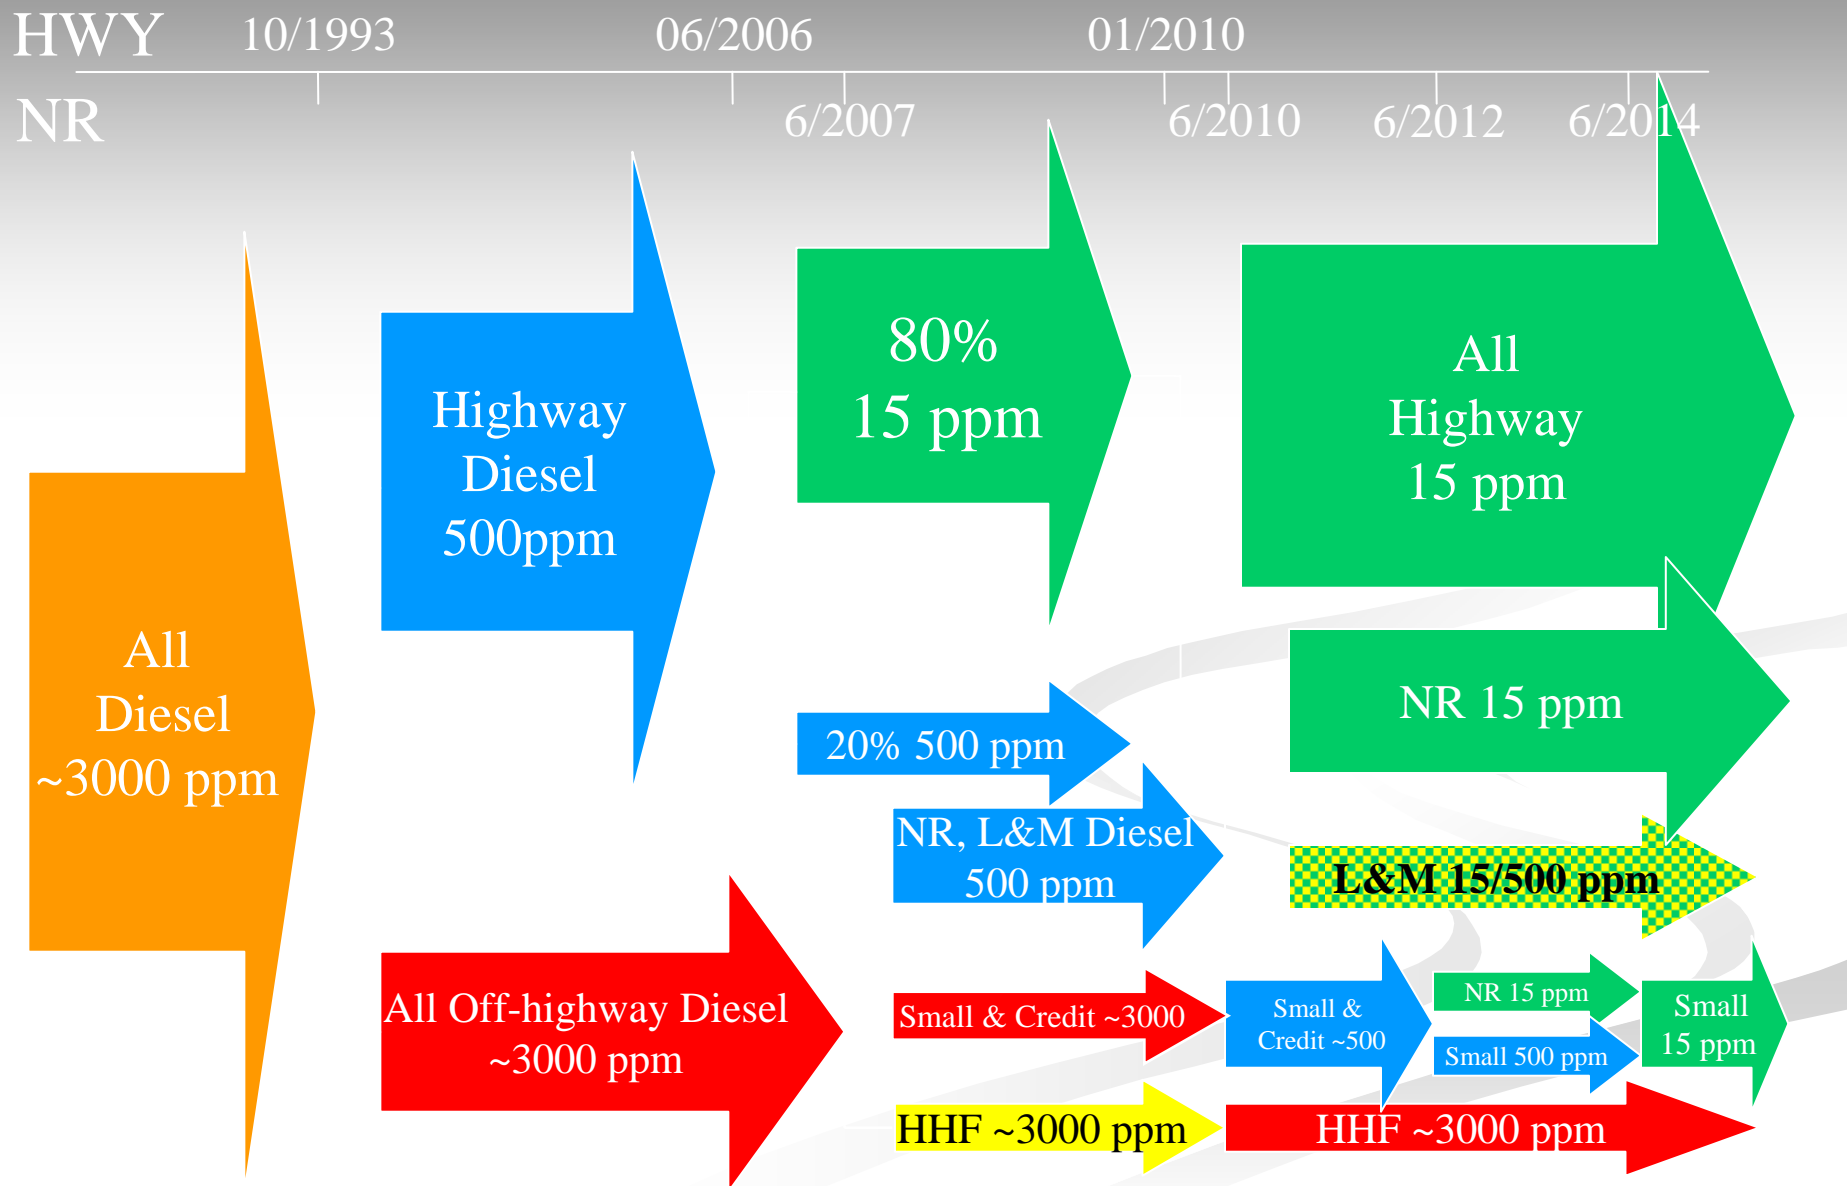 HWY 10/1993 06/2006 01/2010
NR 6/2007 6/2010 6/2012 6/2014
All
Diesel
~3000 ppm
Highway
Diesel
500ppm
80%
15 ppm
All
Highway
15 ppm
NR 15 ppm
20% 500 ppm
NR, L&M Diesel
500 ppm
L&M 15/500 ppm
All Off-highway Diesel
~3000 ppm
Small & Credit ~3000
Small &
Credit ~500
NR 15 ppm
Small 500 ppm
Small
15 ppm
HHF ~3000 ppm
HHF ~3000 ppm